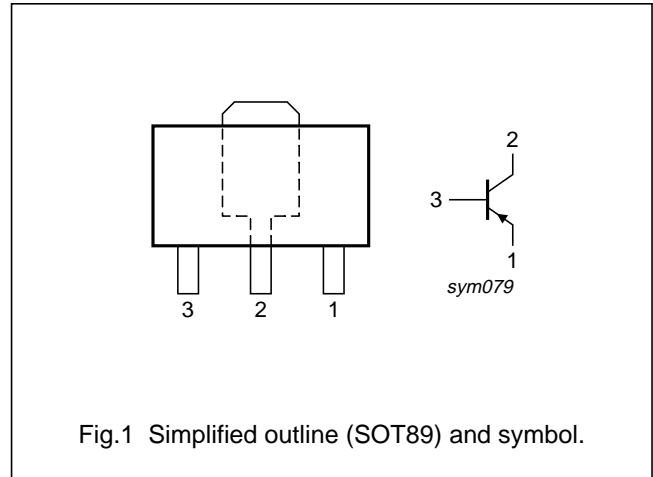 2
3
1
sym079
3 2 1
Fig.1 Simplified outline (SOT89) and symbol.